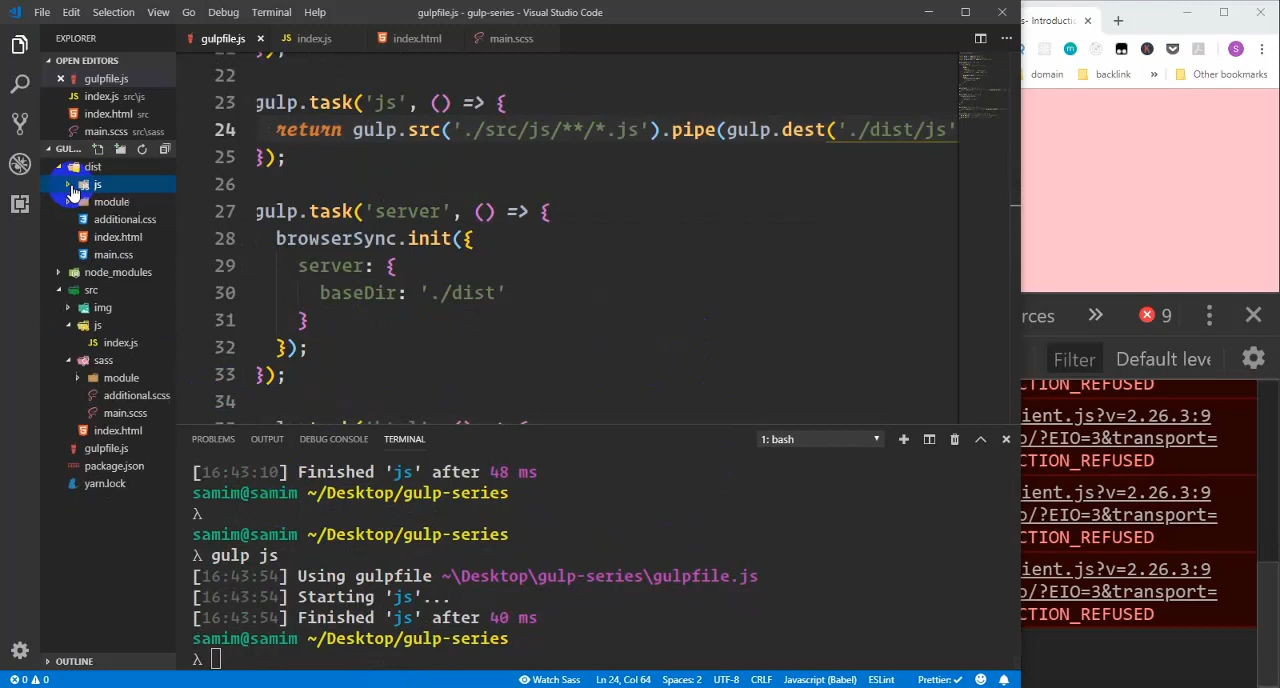 File Edit Selection View Go Debug Terminal Help gulpfile.js - gulp-series - Visual Studio Code
EXPLORER
OPEN EDITORS
gulpfile.js
index.js src\js
index.html src
main.scss src\sass
GUL...
dist
js
module
additional.css
index.html
main.css
node_modules
src
img
js
index.js
sass
module
additional.scss
main.scss
index.html
gulpfile.js
package.json
yarn.lock
OUTLINE
gulpfile.js index.js index.html main.scss
22
23 gulp.task('js', () => {
24 return gulp.src('./src/js/**/*.js').pipe(gulp.dest('./dist/js'
25 });
26
27 gulp.task('server', () => {
28 browserSync.init({
29 server: {
30 baseDir: './dist'
31 }
32 });
33 });
34
PROBLEMS OUTPUT DEBUG CONSOLE TERMINAL 1: bash
[16:43:10] Finished 'js' after 48 ms
samim@samim ~/Desktop/gulp-series
λ
samim@samim ~/Desktop/gulp-series
λ gulp js
[16:43:54] Using gulpfile ~\Desktop\gulp-series\gulpfile.js
[16:43:54] Starting 'js'...
[16:43:54] Finished 'js' after 40 ms
samim@samim ~/Desktop/gulp-series
λ
0 0 Watch Sass Ln 24, Col 64 Spaces: 2 UTF-8 CRLF Javascript (Babel) ESLint Prettier: ✓
s- Introductio
S
domain backlink » Other bookmarks
rces » 9
Filter Default leve
CTION_REFUSED
ient.js?v=2.26.3:9
o/?EIO=3&transport=
CTION_REFUSED
ient.js?v=2.26.3:9
o/?EIO=3&transport=
CTION_REFUSED
ient.js?v=2.26.3:9
o/?EIO=3&transport=
CTION_REFUSED